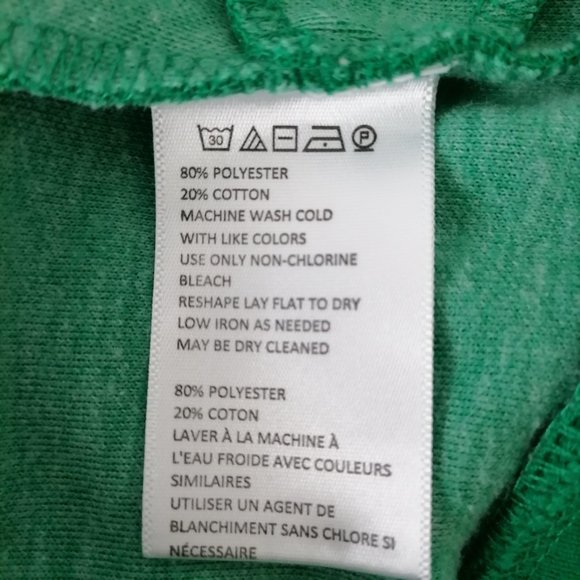 30 P
80% POLYESTER
20% COTTON
MACHINE WASH COLD
WITH LIKE COLORS
USE ONLY NON-CHLORINE
BLEACH
RESHAPE LAY FLAT TO DRY
LOW IRON AS NEEDED
MAY BE DRY CLEANED
80% POLYESTER
20% COTON
LAVER À LA MACHINE À
L'EAU FROIDE AVEC COULEURS
SIMILAIRES
UTILISER UN AGENT DE
BLANCHIMENT SANS CHLORE SI
NÉCESSAIRE